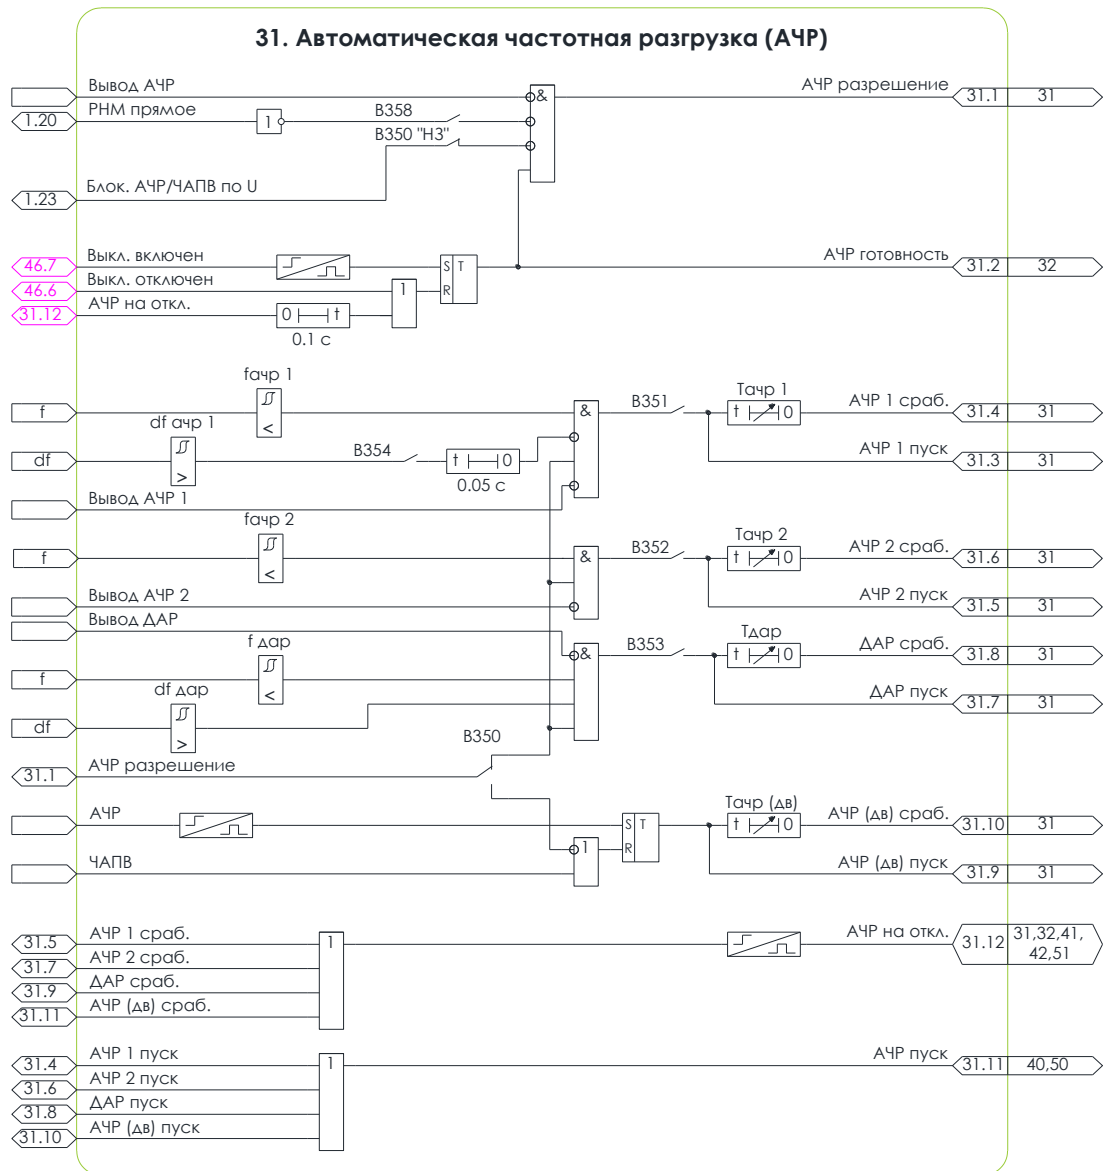 31. Автоматическая частотная разгрузка (АЧР)
Вывод АЧР & АЧР разрешение 31.1 31
1.20 РНМ прямое 1 В358
В350 "НЗ"
1.23 Блок. АЧР/ЧАПВ по U
46.7 Выкл. включен S T АЧР готовность 31.2 32
46.6 Выкл. отключен 1 R
31.12 АЧР на откл. 0 t
0.1 с
fачр 1
f < & В351 Тачр 1 t 0 АЧР 1 сраб. 31.4 31
df ачр 1
df > В354 t 0 АЧР 1 пуск 31.3 31
0.05 с
Вывод АЧР 1
fачр 2
f < & В352 Тачр 2 t 0 АЧР 2 сраб. 31.6 31
Вывод АЧР 2 АЧР 2 пуск 31.5 31
Вывод ДАР
f дар & В353 Тдар t 0 ДАР сраб. 31.8 31
f < ДАР пуск 31.7 31
df дар
df >
В350
31.1 АЧР разрешение
АЧР S T Тачр (дв) t 0 АЧР (дв) сраб. 31.10 31
1 R
ЧАПВ АЧР (дв) пуск 31.9 31
31.5 АЧР 1 сраб. 1 АЧР на откл. 31.12 31,32,41,
42,51
31.7 АЧР 2 сраб.
31.9 ДАР сраб.
31.11 АЧР (дв) сраб.
31.4 АЧР 1 пуск 1 АЧР пуск 31.11 40,50
31.6 АЧР 2 пуск
31.8 ДАР пуск
31.10 АЧР (дв) пуск